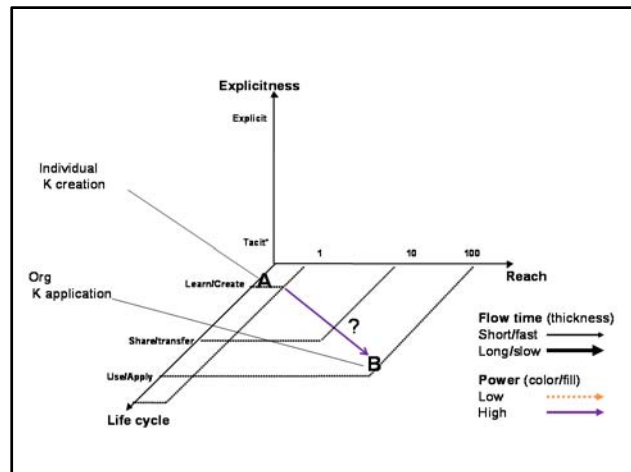 Explicitness
Explicit
Individual
K creation
Tacit"
1
10
100
Reach
A
Learn/Create
Org
K application
?
Share/transfer
B
Use/Apply
Life cycle
Flow time (thickness)
Short/fast
Long/slow
Power (color/fill)
Low
High